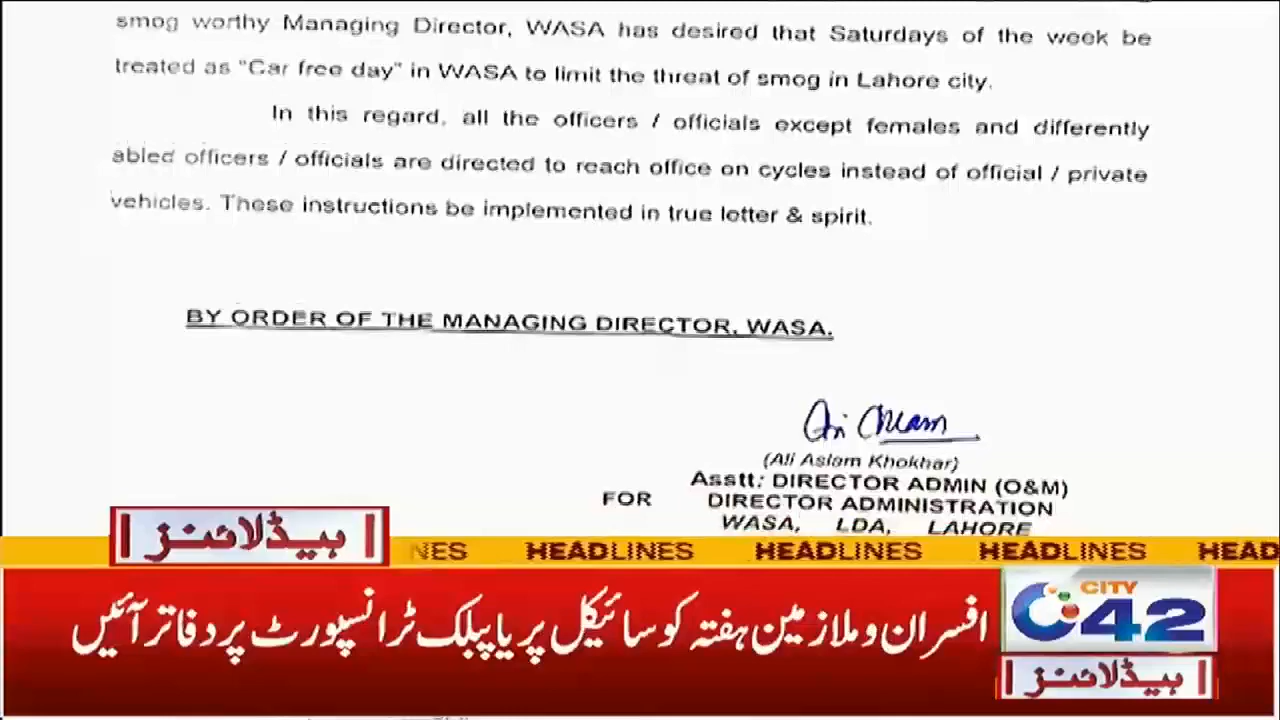 smog worthy Managing Director, WASA has desired that Saturdays of the week be
treated as "Car free day" in WASA to limit the threat of smog in Lahore city.
In this regard, all the officers / officials except females and differently
abled officers / officials are directed to reach office on cycles instead of official / private
vehicles. These instructions be implemented in true letter & spirit.
BY ORDER OF THE MANAGING DIRECTOR, WASA.
(Ali Aslam Khokhar)
Asstt: DIRECTOR ADMIN (O&M)
FOR DIRECTOR ADMINISTRATION
WASA, LDA, LAHORE
ہیڈلائنز
NES HEADLINES HEADLINES HEADLINES HEAD
افسران و ملازمین ہفتہ کو سائیکل پر یا پبلک ٹرانسپورٹ پر دفاتر آئیں
CITY
42
ہیڈلائنز